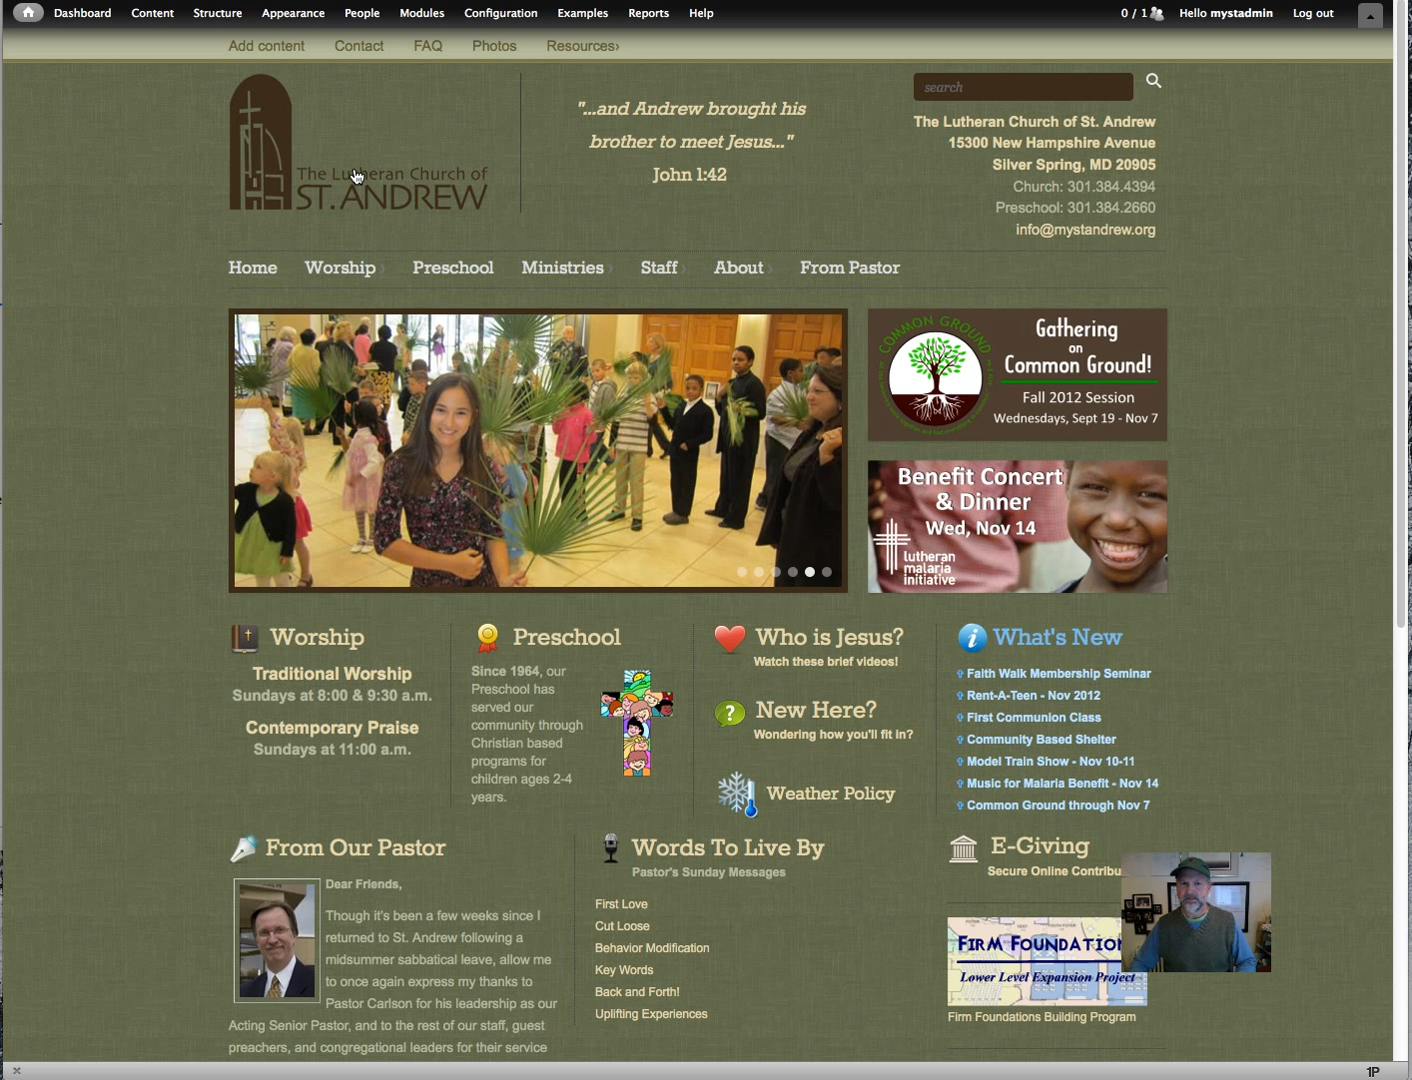 Dashboard Content Structure Appearance People Modules Configuration Examples Reports Help 0 / 1 Hello mystadmin Log out
Add content Contact FAQ Photos Resources›
The Lutheran Church of
ST. ANDREW
"...and Andrew brought his
brother to meet Jesus..."
John 1:42
search
The Lutheran Church of St. Andrew
15300 New Hampshire Avenue
Silver Spring, MD 20905
Church: 301.384.4394
Preschool: 301.384.2660
info@mystandrew.org
Home Worship › Preschool Ministries › Staff › About › From Pastor
COMMON GROUND
Gathering
on
Common Ground!
Fall 2012 Session
Wednesdays, Sept 19 - Nov 7
Benefit Concert
& Dinner
Wed, Nov 14
lutheran
malaria
initiative
Worship
Traditional Worship
Sundays at 8:00 & 9:30 a.m.
Contemporary Praise
Sundays at 11:00 a.m.
Preschool
Since 1964, our
Preschool has
served our
community through
Christian based
programs for
children ages 2-4
years.
Who is Jesus?
Watch these brief videos!
New Here?
Wondering how you'll fit in?
Weather Policy
What's New
Faith Walk Membership Seminar
Rent-A-Teen - Nov 2012
First Communion Class
Community Based Shelter
Model Train Show - Nov 10-11
Music for Malaria Benefit - Nov 14
Common Ground through Nov 7
From Our Pastor
Dear Friends,
Though it's been a few weeks since I
returned to St. Andrew following a
midsummer sabbatical leave, allow me
to once again express my thanks to
Pastor Carlson for his leadership as our
Acting Senior Pastor, and to the rest of our staff, guest
preachers, and congregational leaders for their service
Words To Live By
Pastor's Sunday Messages
First Love
Cut Loose
Behavior Modification
Key Words
Back and Forth!
Uplifting Experiences
E-Giving
Secure Online Contribu
FIRM FOUNDATION
Lower Level Expansion Project
Firm Foundations Building Program
1P